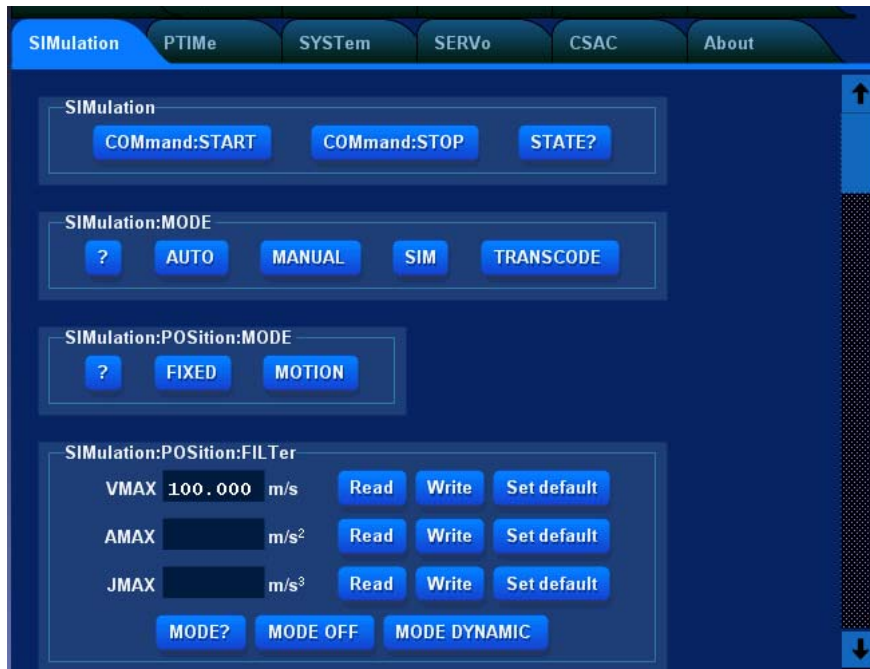 SIMulation PTIMe SYSTem SERVo CSAC About
SIMulation
COMmand:START COMmand:STOP STATE?
SIMulation:MODE
? AUTO MANUAL SIM TRANSCODE
SIMulation:POSition:MODE
? FIXED MOTION
SIMulation:POSition:FILTer
VMAX 100.000 m/s Read Write Set default
AMAX m/s² Read Write Set default
JMAX m/s³ Read Write Set default
MODE? MODE OFF MODE DYNAMIC